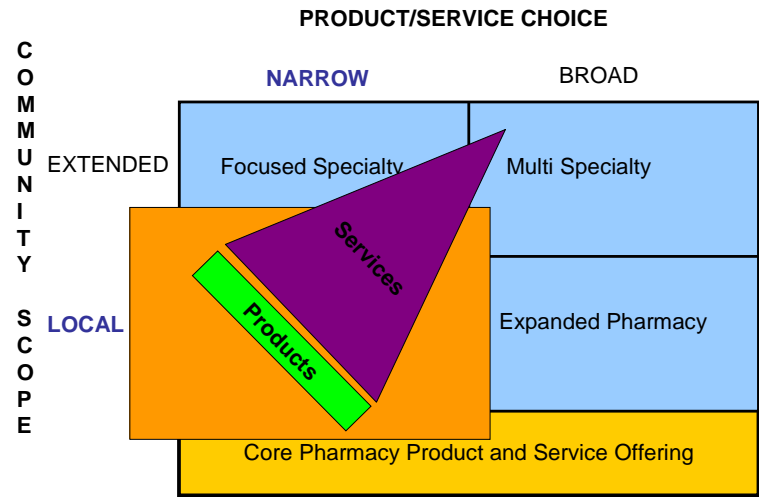 PRODUCT/SERVICE CHOICE
NARROW
BROAD
COMMUNITY SCOPE
EXTENDED
Focused Specialty
Multi Specialty
Services
LOCAL
Products
Expanded Pharmacy
Core Pharmacy Product and Service Offering